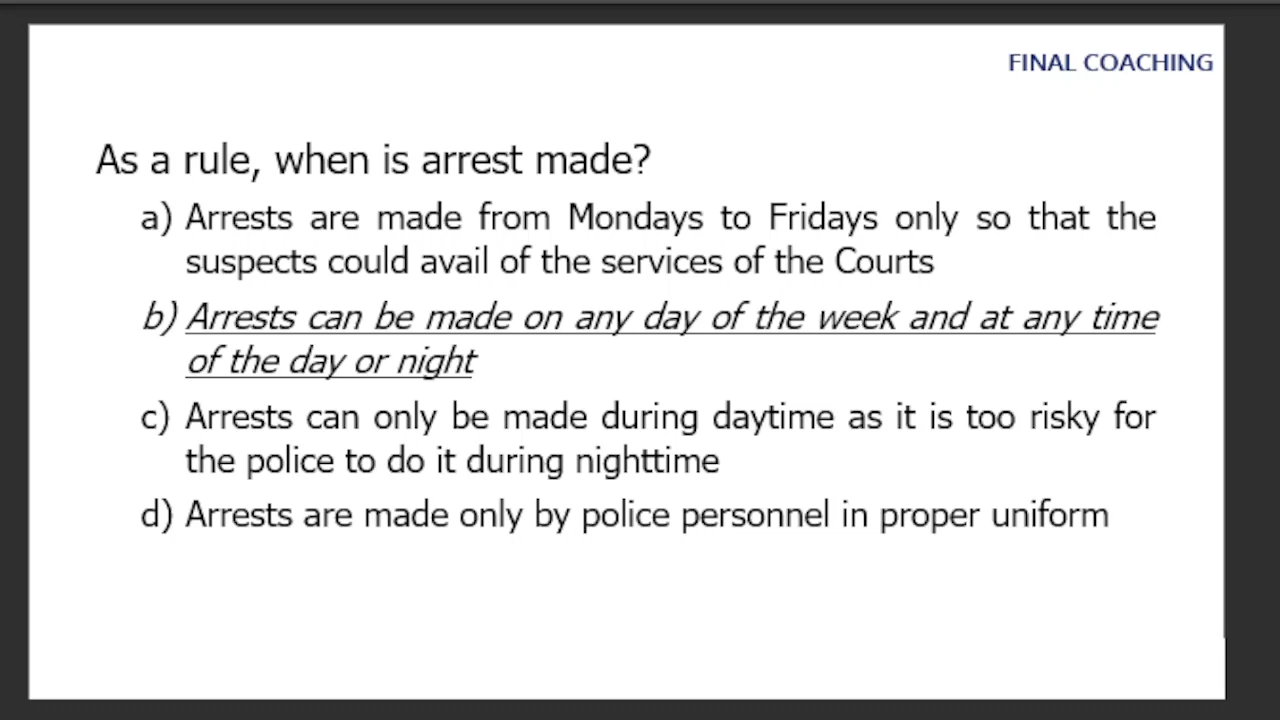 FINAL COACHING
As a rule, when is arrest made?
a) Arrests are made from Mondays to Fridays only so that the
suspects could avail of the services of the Courts
b) Arrests can be made on any day of the week and at any time
of the day or night
c) Arrests can only be made during daytime as it is too risky for
the police to do it during nighttime
d) Arrests are made only by police personnel in proper uniform